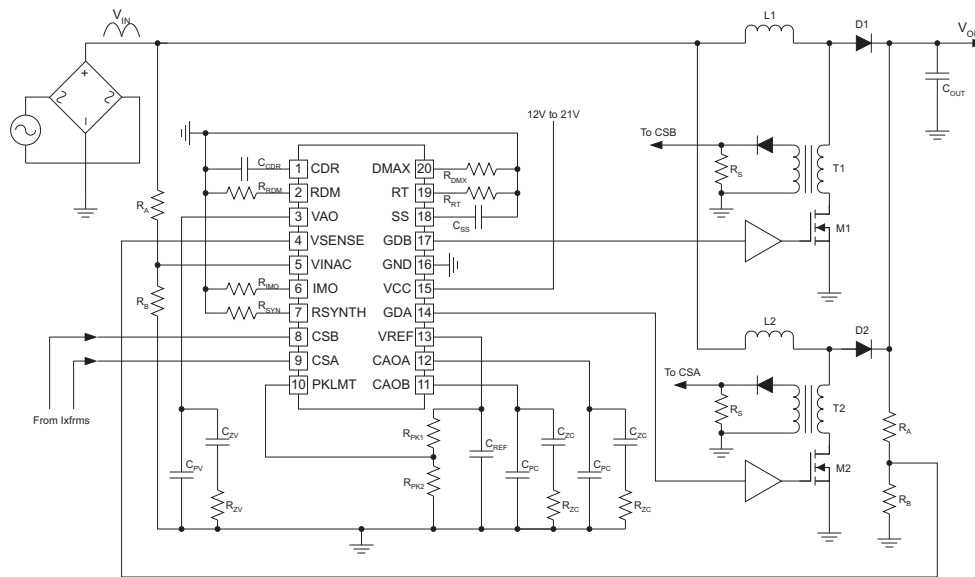 V_IN
L1
D1
V_OU
C_OUT
12V to 21V
To CSB
R_S
T1
M1
C_CDR
1 CDR
DMAX 20
R_DMX
R_RDM
2 RDM
RT 19
R_RT
R_A
3 VAO
SS 18
C_SS
4 VSENSE
GDB 17
5 VINAC
GND 16
R_B
R_IMO
6 IMO
VCC 15
R_SYN
7 RSYNTH
GDA 14
8 CSB
VREF 13
9 CSA
CAOA 12
10 PKLMT
CAOB 11
From Ixfrms
L2
D2
To CSA
R_S
T2
M2
R_A
R_B
C_ZV
C_PV
R_ZV
R_PK1
R_PK2
C_REF
C_PC
C_ZC
R_ZC
C_PC
C_ZC
R_ZC